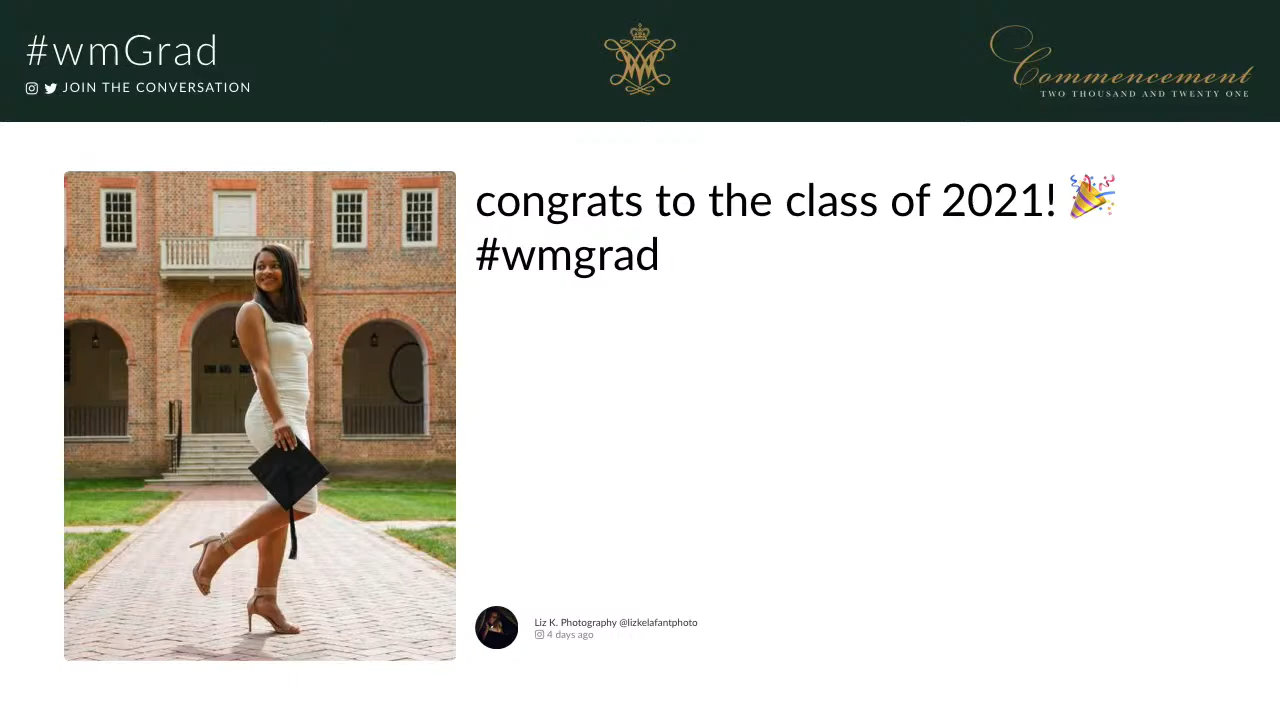 #wmGrad
JOIN THE CONVERSATION
Commencement
TWO THOUSAND AND TWENTY ONE
congrats to the class of 2021! 🎉
#wmgrad
Liz K. Photography @lizkelafantphoto
4 days ago